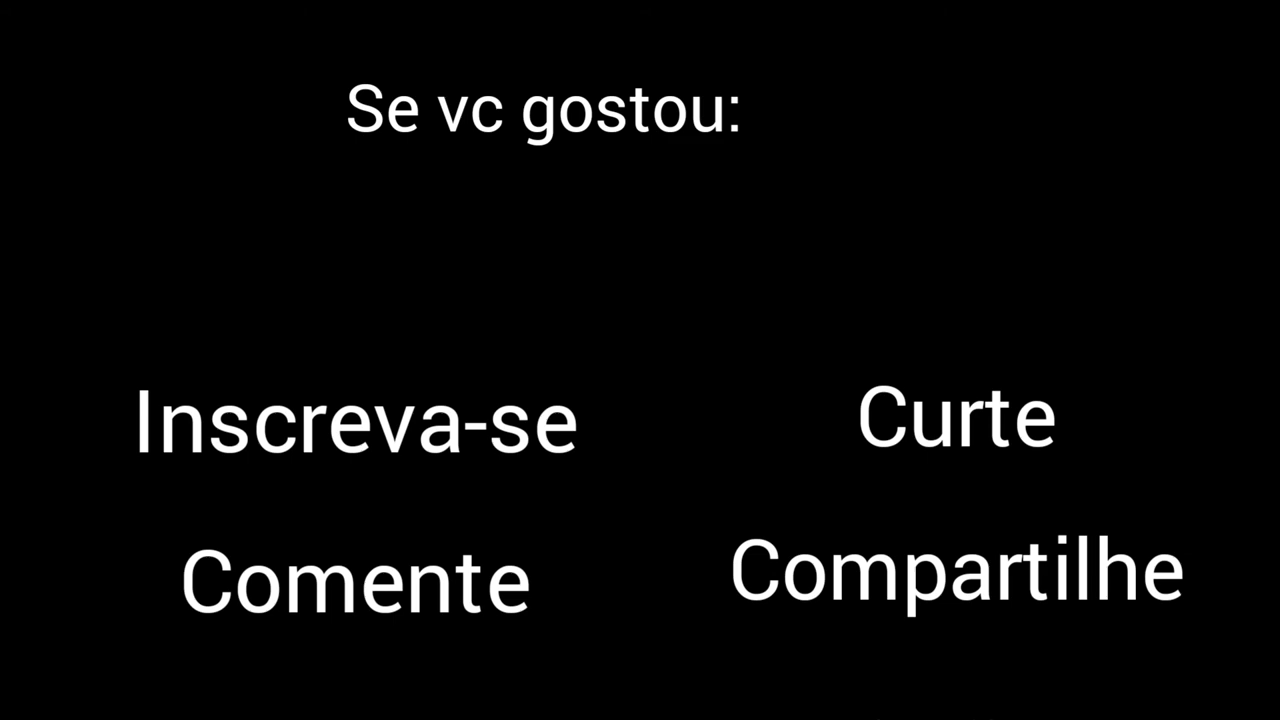 Se vc gostou:
Inscreva-se
Curte
Comente
Compartilhe